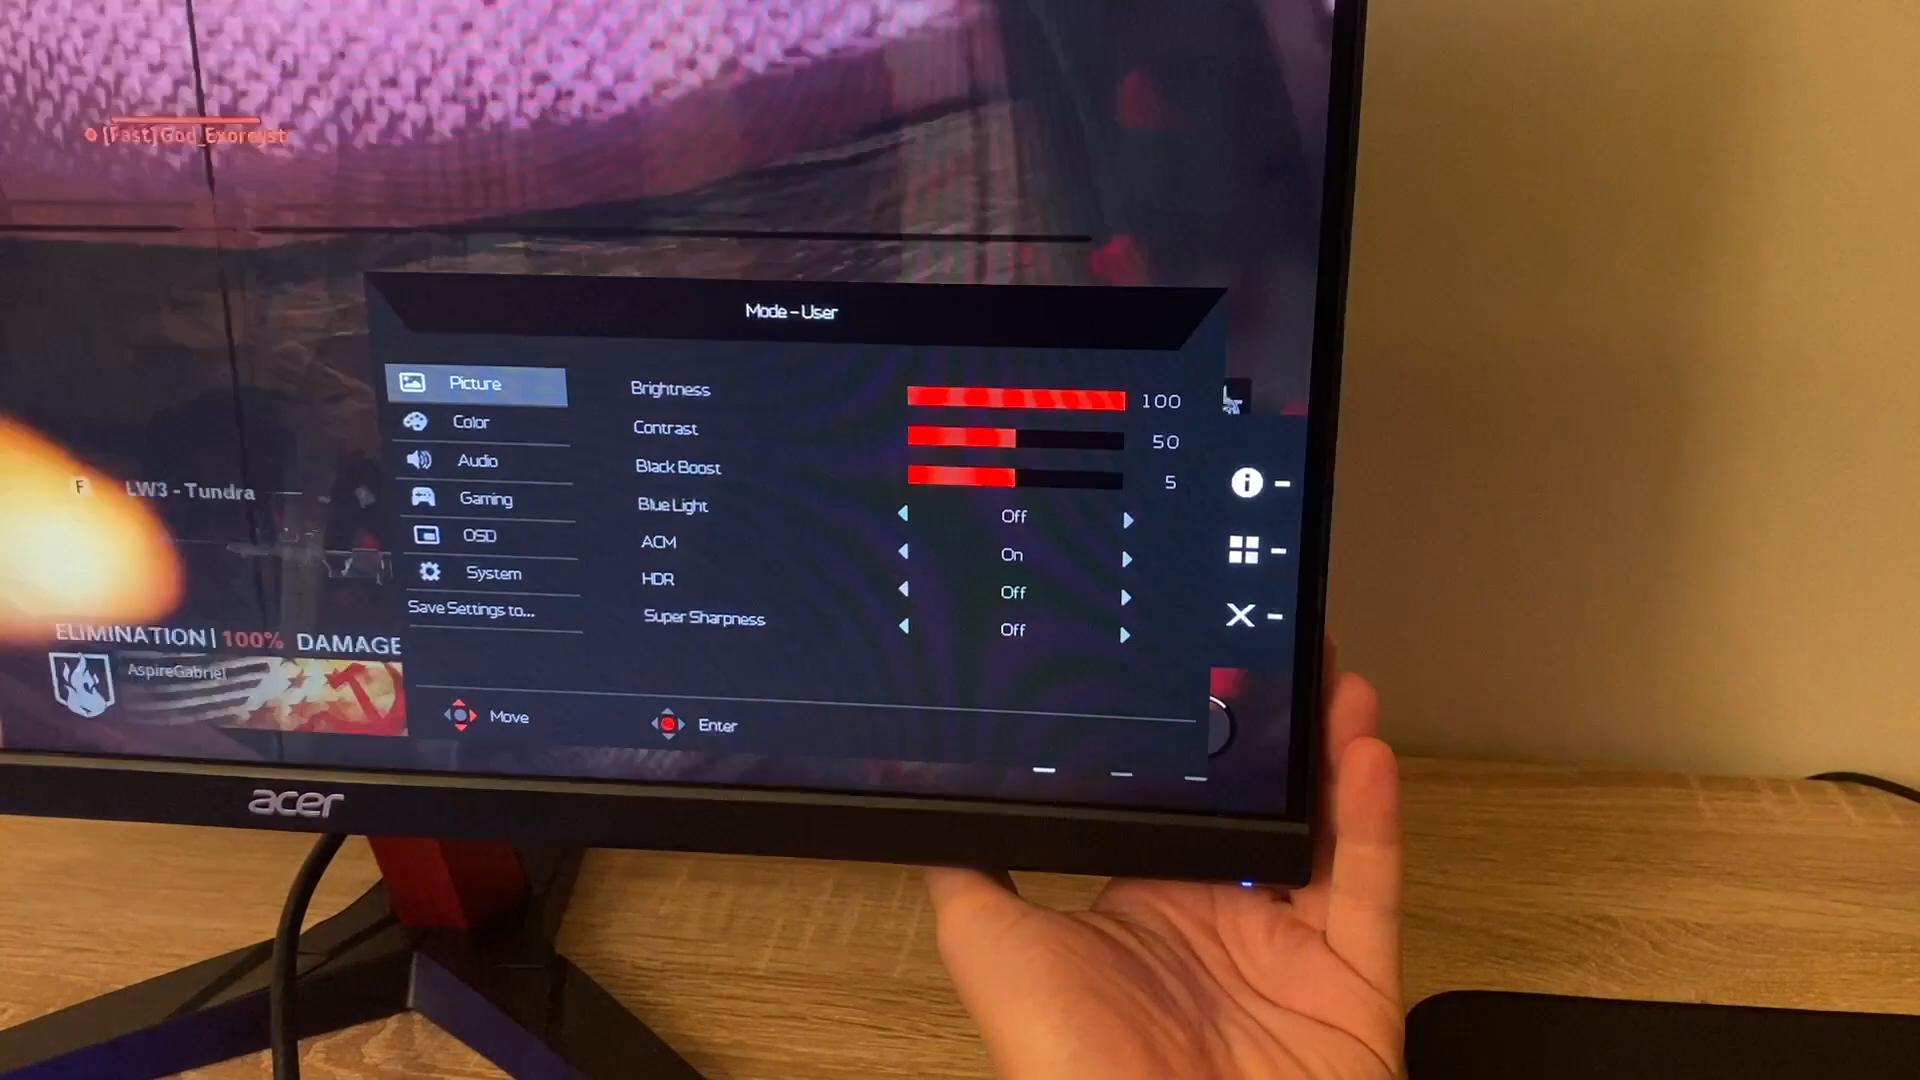 [Fast]God_Exorcyst
Mode - User
Picture
Color
Audio
Gaming
OSD
System
Save Settings to...
Brightness 100
Contrast 50
Black Boost 5
Blue Light Off
ACM On
HDR Off
Super Sharpness Off
Move
Enter
F LW3 - Tundra
ELIMINATION | 100% DAMAGE
AspireGabriel
acer